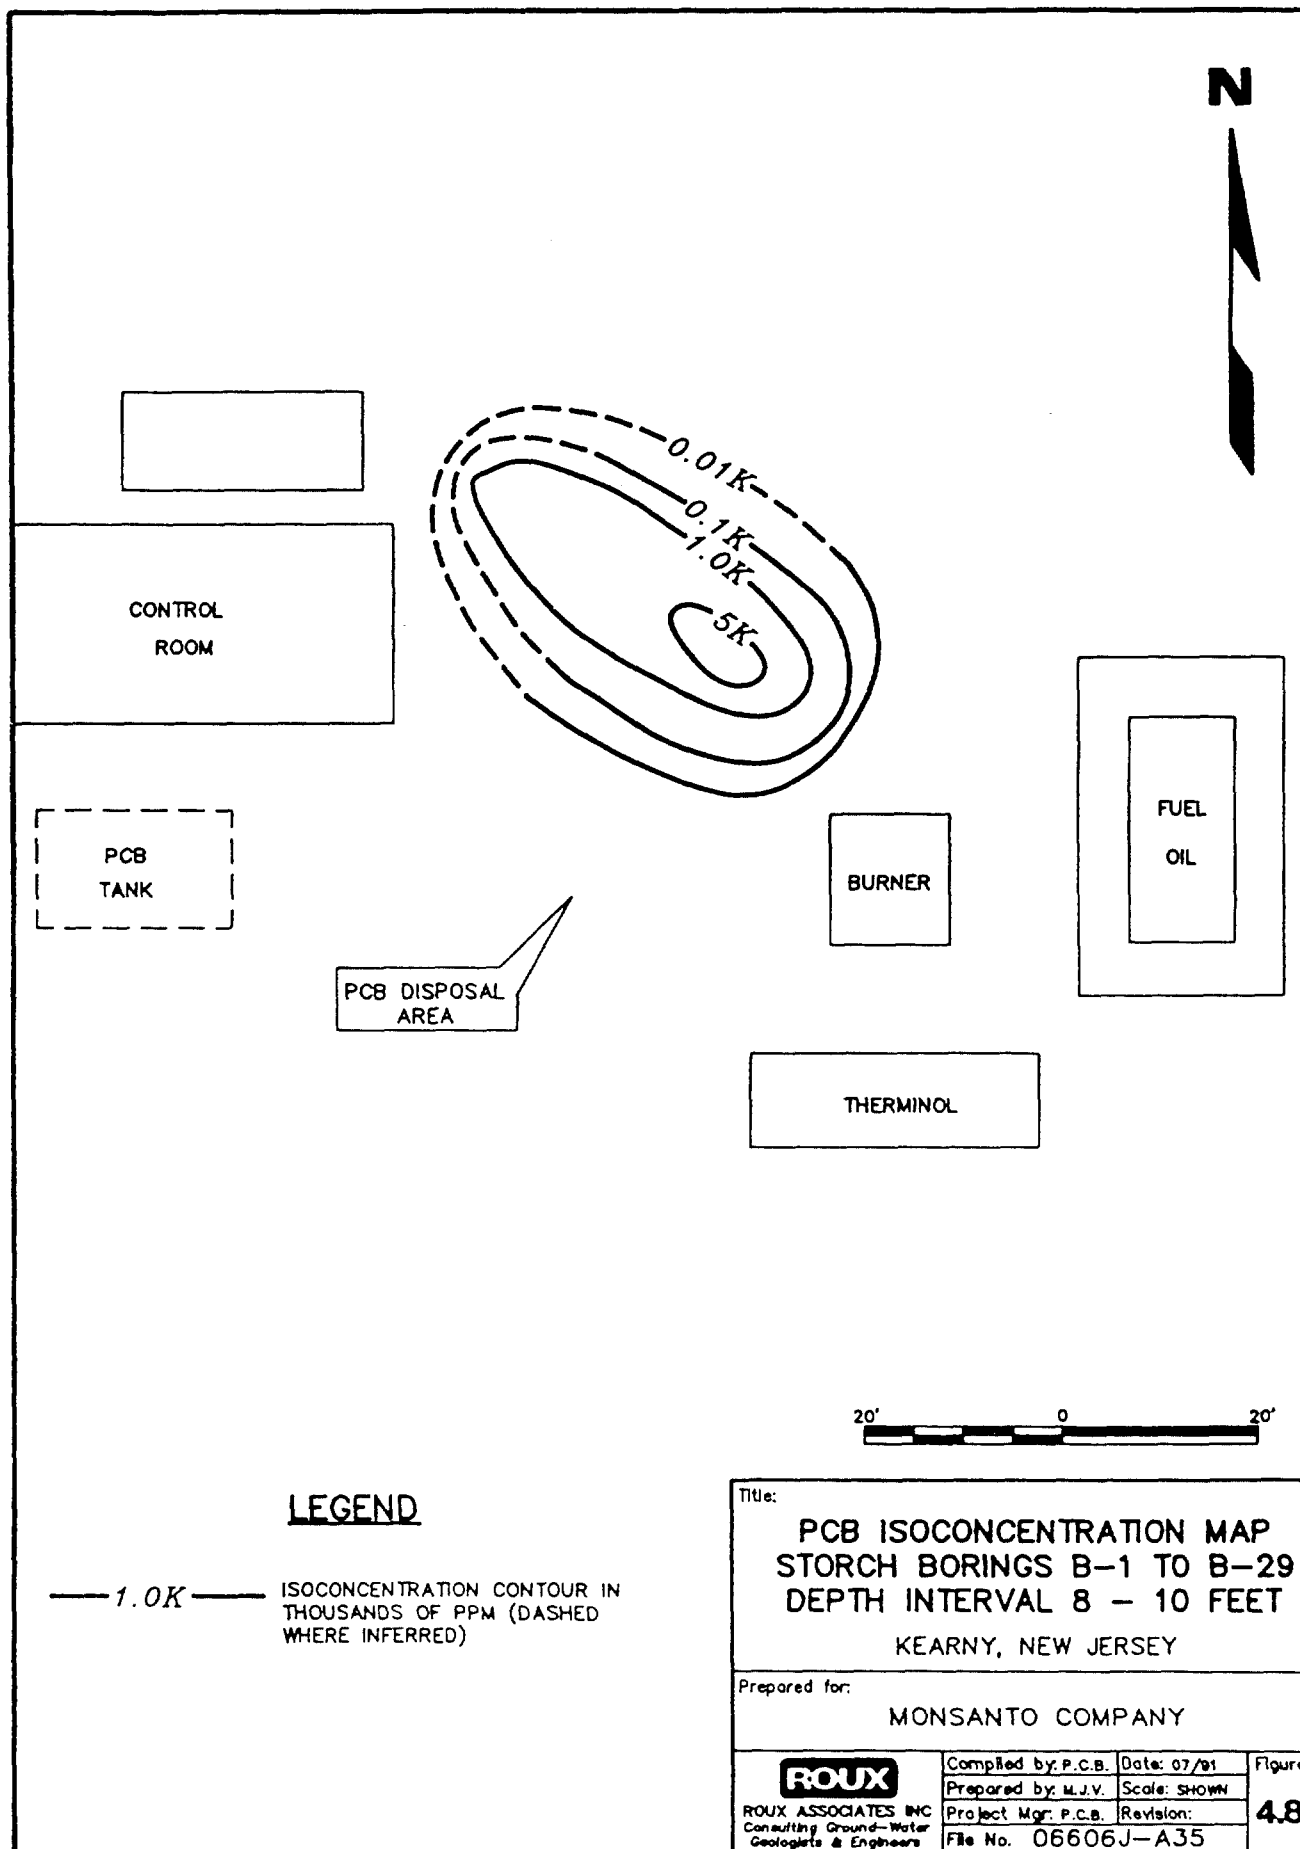 N
0.01K
0.1K
1.0K
5K
CONTROL
ROOM
PCB
TANK
FUEL
OIL
BURNER
PCB DISPOSAL
AREA
THERMINOL
20' 0 20'
LEGEND
1.0K
ISOCONCENTRATION CONTOUR IN
THOUSANDS OF PPM (DASHED
WHERE INFERRED)
Title:
PCB ISOCONCENTRATION MAP
STORCH BORINGS B-1 TO B-29
DEPTH INTERVAL 8 - 10 FEET
KEARNY, NEW JERSEY
Prepared for:
MONSANTO COMPANY
ROUX
ROUX ASSOCIATES INC
Consulting Ground-Water
Geologists & Engineers
Compiled by: P.C.B. Date: 07/91
Prepared by: M.J.V. Scale: SHOWN
Project Mgr: P.C.B. Revision:
File No. 06606J-A35
Figure
4.8